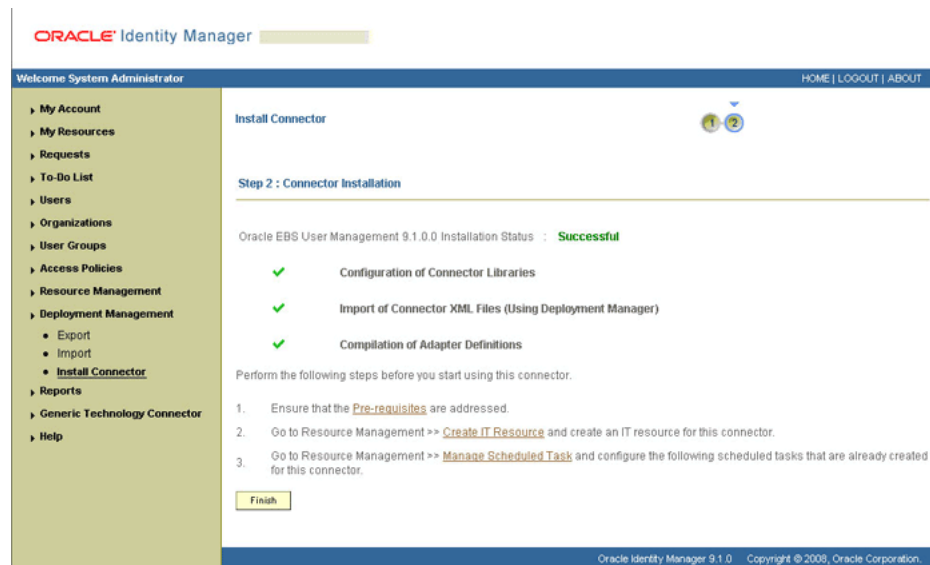 ORACLE' Identity Manager
Welcome System Administrator
HOME | LOGOUT | ABOUT
My Account
My Resources
Requests
To-Do List
Users
Organizations
User Groups
Access Policies
Resource Management
Deployment Management
Export
Import
Install Connector
Reports
Generic Technology Connector
Help
Install Connector
1
2
Step 2 : Connector Installation
Oracle EBS User Management 9.1.0.0 Installation Status : Successful
Configuration of Connector Libraries
Import of Connector XML Files (Using Deployment Manager)
Compilation of Adapter Definitions
Perform the following steps before you start using this connector.
1. Ensure that the Pre-requisites are addressed.
2. Go to Resource Management >> Create IT Resource and create an IT resource for this connector.
3. Go to Resource Management >> Manage Scheduled Task and configure the following scheduled tasks that are already created
for this connector.
Finish
Oracle Identity Manager 9.1.0 Copyright © 2008, Oracle Corporation.